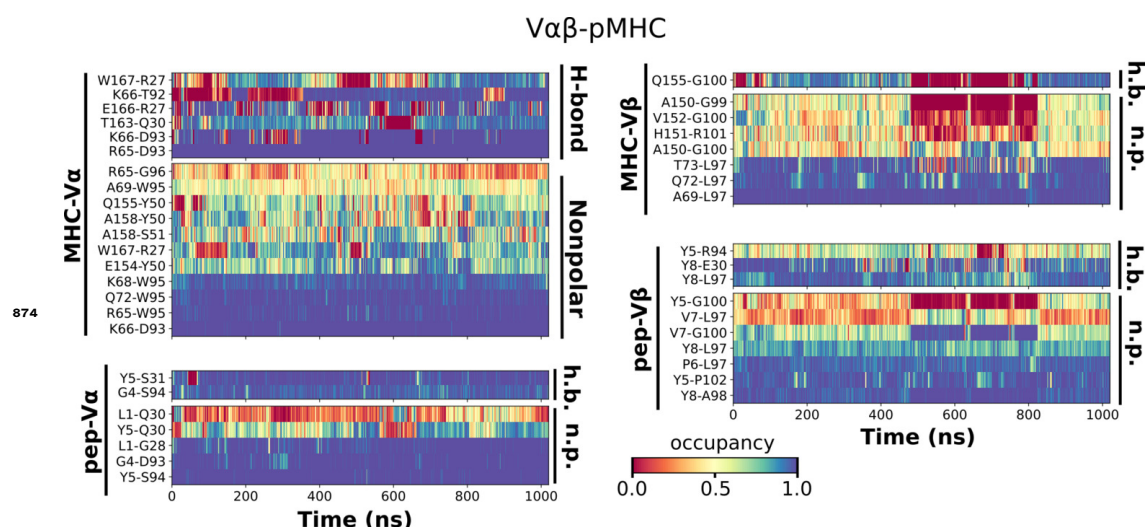 Vαβ-pMHC
MHC-Vα
W167-R27
K66-T92
E166-R27
T163-Q30
K66-D93
R65-D93
H-bond
R65-G96
A69-W95
Q155-Y50
A158-Y50
A158-S51
W167-R27
E154-Y50
K68-W95
Q72-W95
R65-W95
K66-D93
Nonpolar
874
pep-Vα
Y5-S31
G4-S94
h.b.
L1-Q30
Y5-Q30
L1-G28
G4-D93
Y5-S94
n.p.
0 200 400 600 800 1000
Time (ns)
MHC-Vβ
Q155-G100
h.b.
A150-G99
V152-G100
H151-R101
A150-G100
T73-L97
Q72-L97
A69-L97
n.p.
pep-Vβ
Y5-R94
Y8-E30
Y8-L97
h.b.
Y5-G100
V7-L97
V7-G100
Y8-L97
P6-L97
Y5-P102
Y8-A98
n.p.
0 200 400 600 800 1000
Time (ns)
occupancy
0.0 0.5 1.0